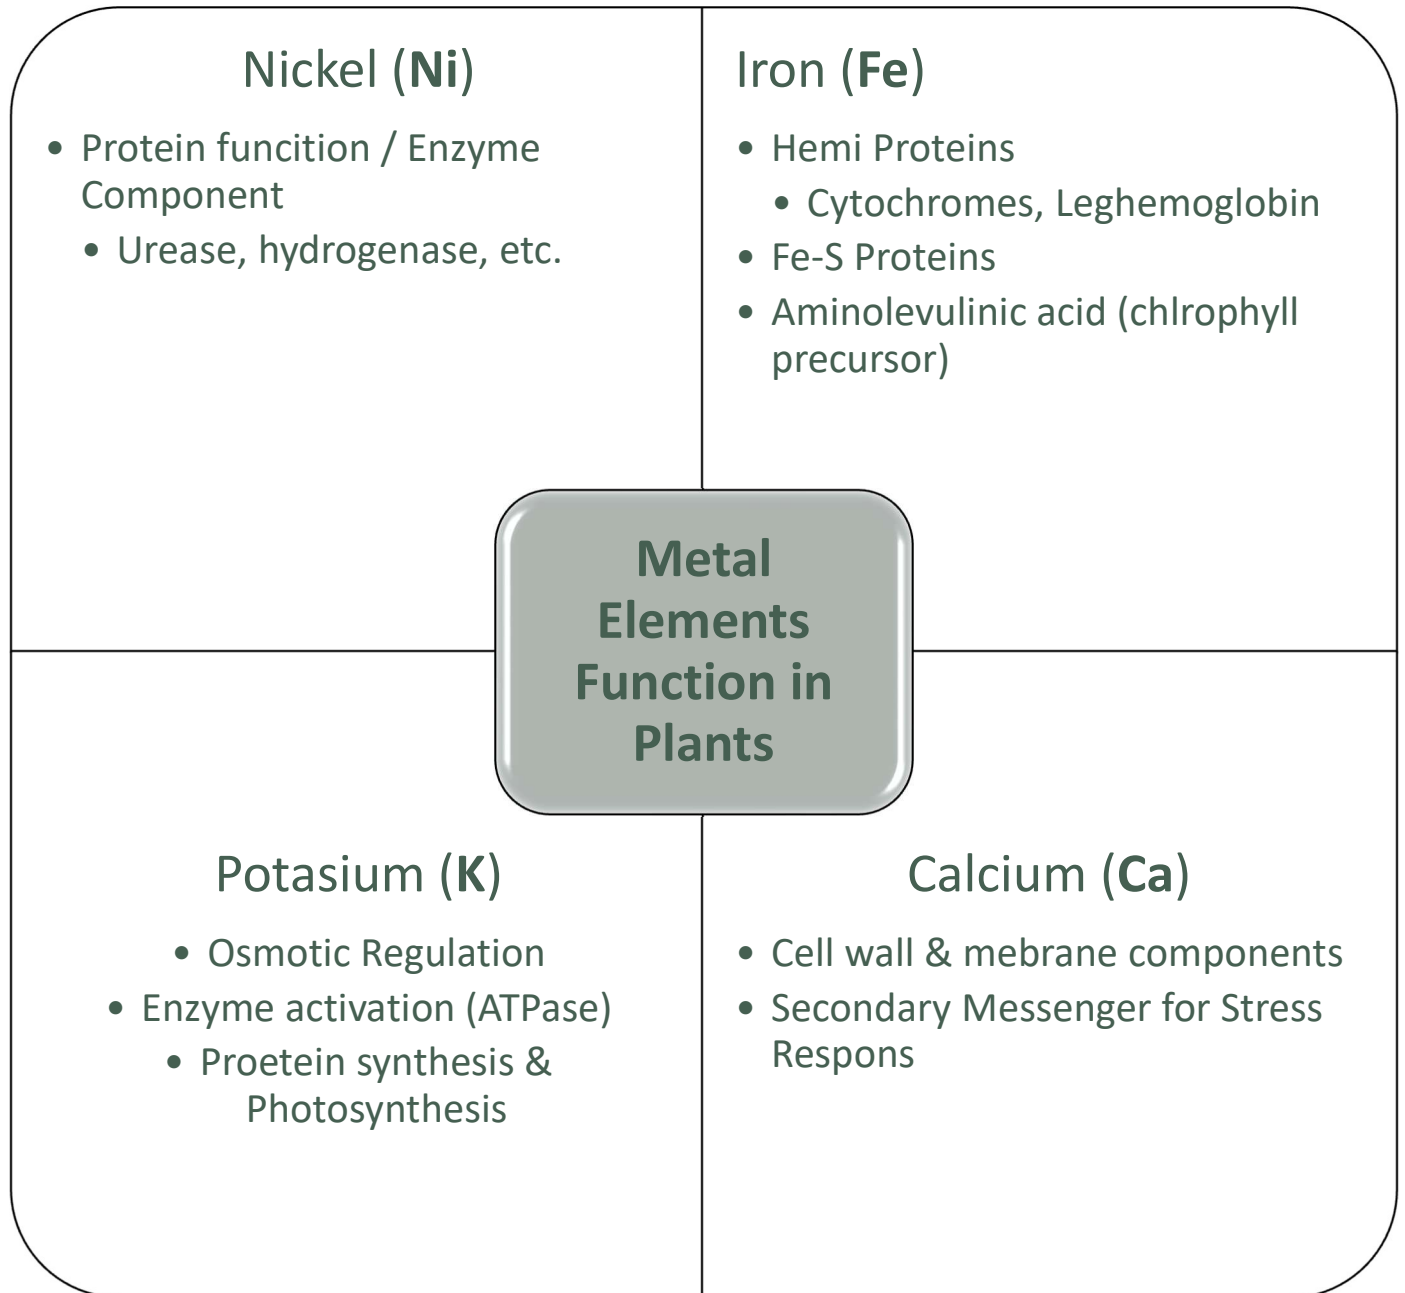 Nickel (Ni)
• Protein funcition / Enzyme
Component
• Urease, hydrogenase, etc.
Iron (Fe)
• Hemi Proteins
• Cytochromes, Leghemoglobin
• Fe-S Proteins
• Aminolevulinic acid (chlrophyll
precursor)
Metal
Elements
Function in
Plants
Potasium (K)
• Osmotic Regulation
• Enzyme activation (ATPase)
• Proetein synthesis &
Photosynthesis
Calcium (Ca)
• Cell wall & mebrane components
• Secondary Messenger for Stress
Respons